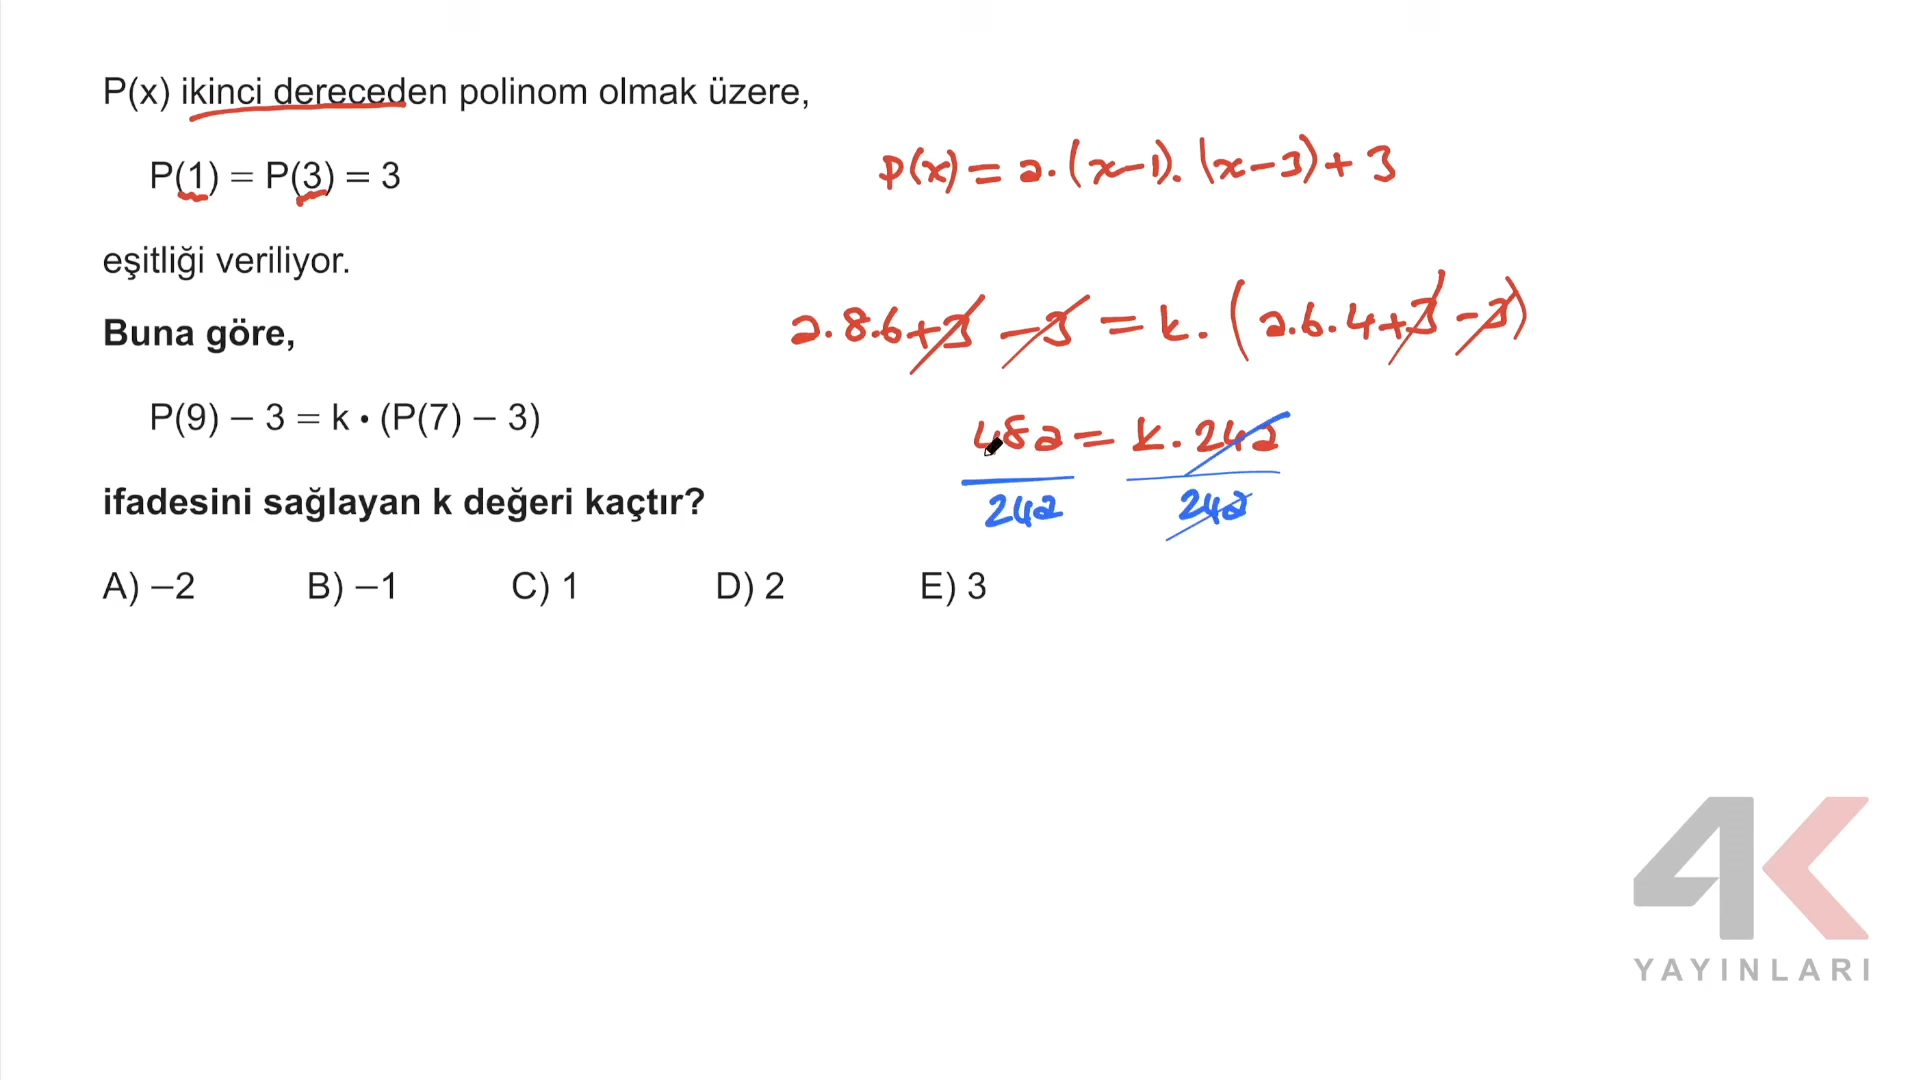 P(x) ikinci dereceden polinom olmak üzere,
P(1) = P(3) = 3
eşitliği veriliyor.
Buna göre,
P(9) – 3 = k • (P(7) – 3)
ifadesini sağlayan k değeri kaçtır?
A) –2 B) –1 C) 1 D) 2 E) 3
P(x) = a.(x-1).(x-3)+3
a.8.6+3 -3 = k.(a.6.4+3-3)
48a = k.24a
24a 24a
4K
YAYINLARI